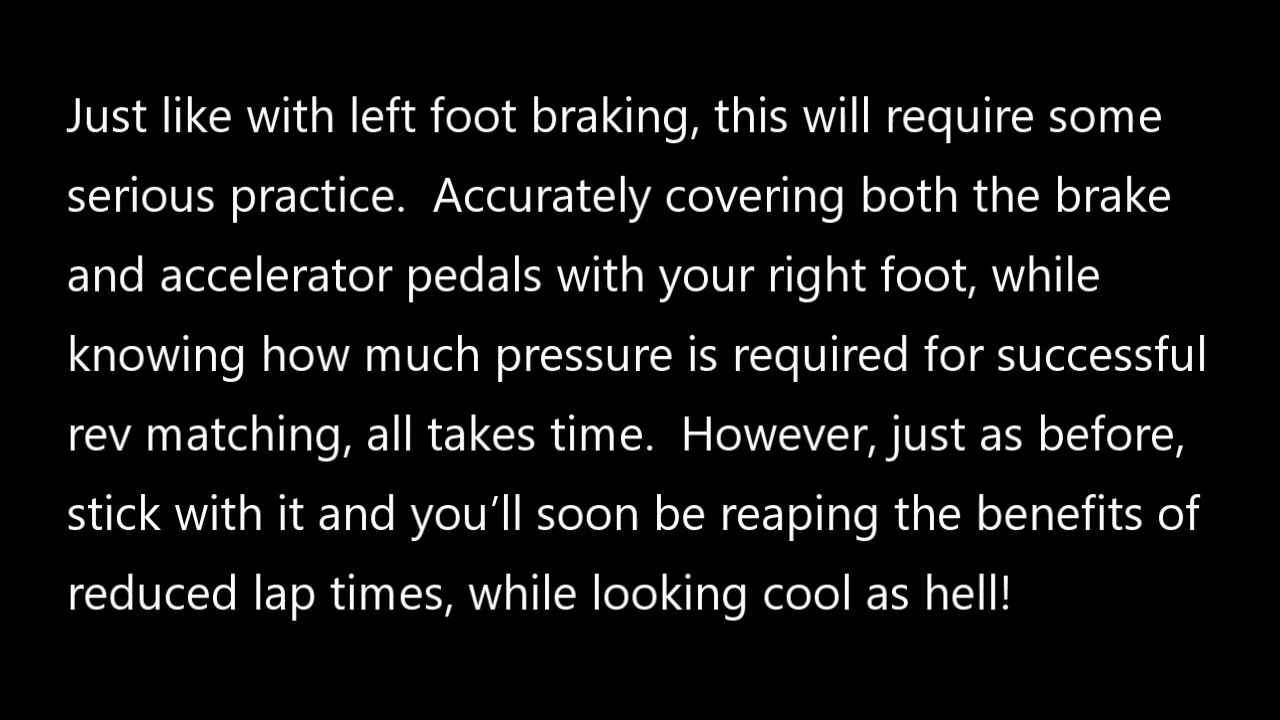 Just like with left foot braking, this will require some
serious practice.  Accurately covering both the brake
and accelerator pedals with your right foot, while
knowing how much pressure is required for successful
rev matching, all takes time.  However, just as before,
stick with it and you’ll soon be reaping the benefits of
reduced lap times, while looking cool as hell!